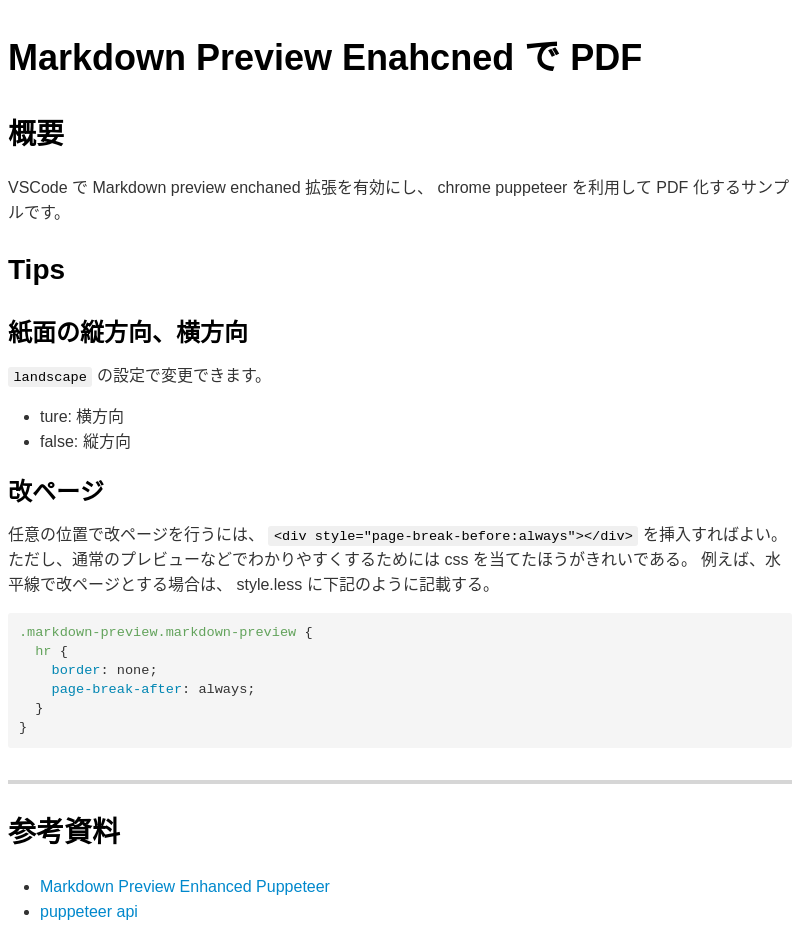 Markdown Preview Enahcned で PDF
概要
VSCode で Markdown preview enchaned 拡張を有効にし、 chrome puppeteer を利用して PDF 化するサンプ
ルです。
Tips
紙面の縦方向、横方向
landscape の設定で変更できます。
ture: 横方向
false: 縦方向
改ページ
任意の位置で改ページを行うには、 <div style="page-break-before:always"></div> を挿入すればよい。
ただし、通常のプレビューなどでわかりやすくするためには css を当てたほうがきれいである。 例えば、水
平線で改ページとする場合は、 style.less に下記のように記載する。
.markdown-preview.markdown-preview {
  hr {
    border: none;
    page-break-after: always;
  }
}
参考資料
Markdown Preview Enhanced Puppeteer
puppeteer api